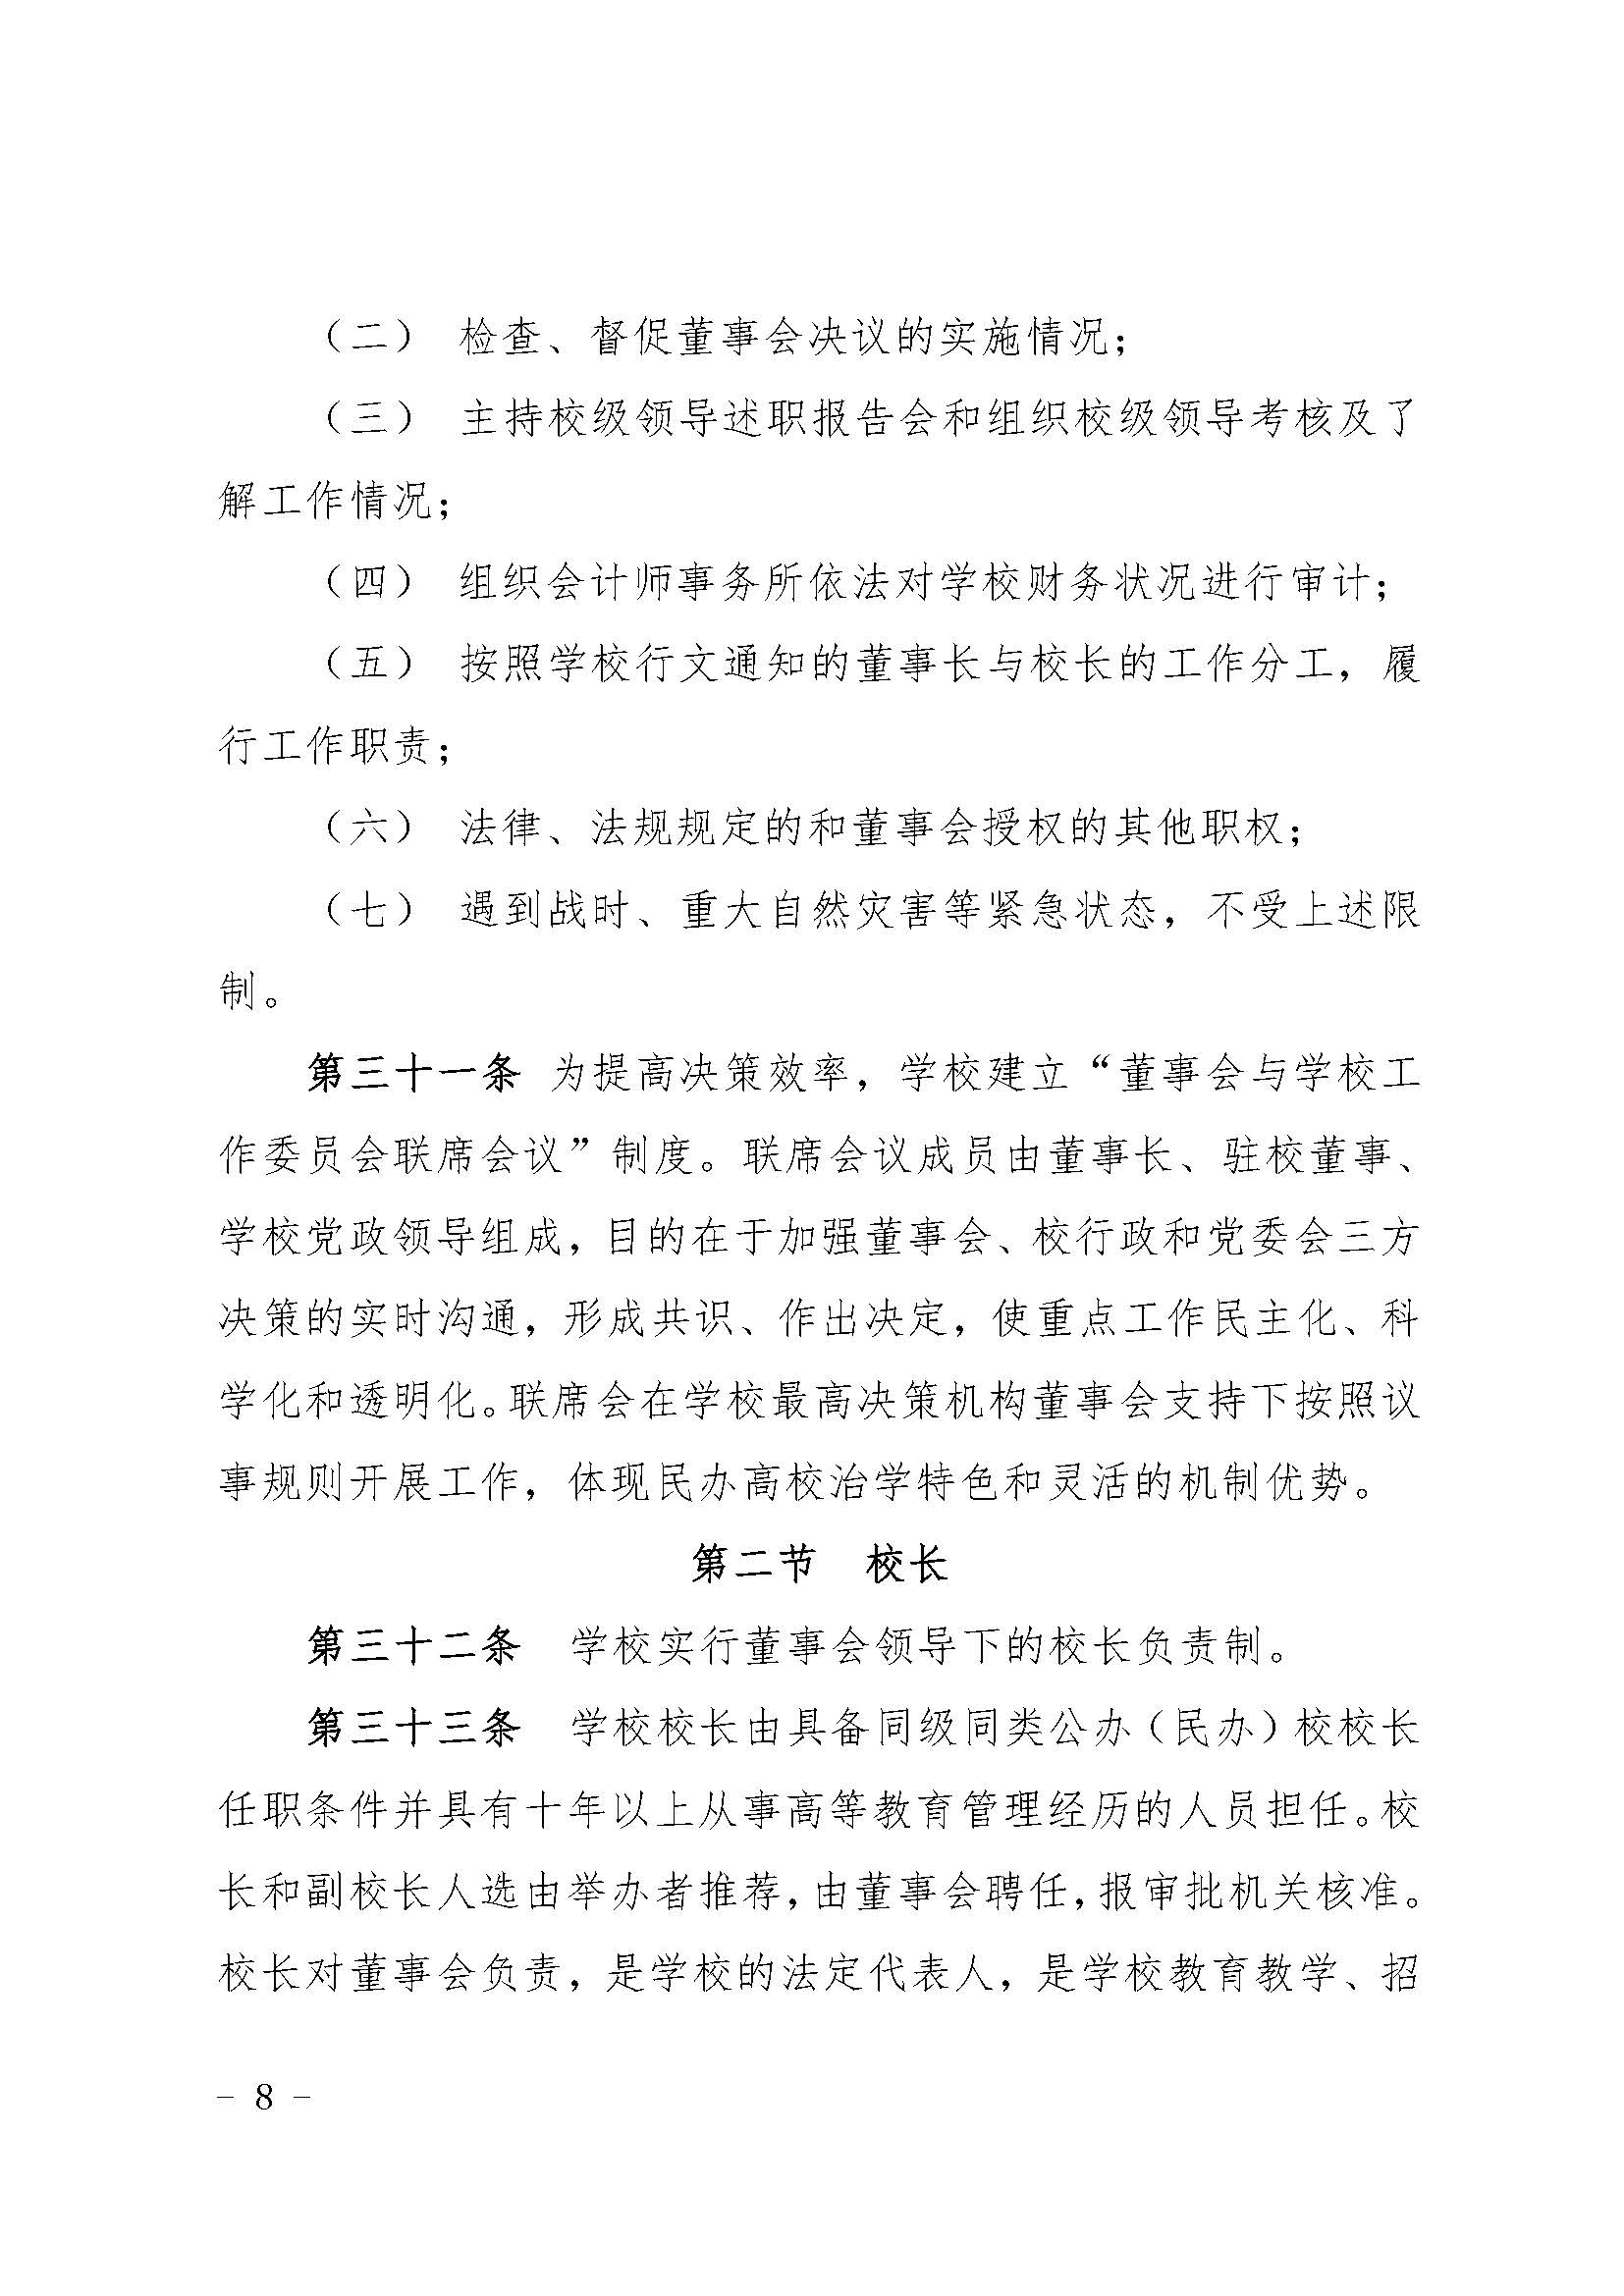 （二） 检查、督促董事会决议的实施情况；
（三） 主持校级领导述职报告会和组织校级领导考核及了
解工作情况；
（四） 组织会计师事务所依法对学校财务状况进行审计；
（五） 按照学校行文通知的董事长与校长的工作分工，履
行工作职责；
（六） 法律、法规规定的和董事会授权的其他职权；
（七） 遇到战时、重大自然灾害等紧急状态，不受上述限
制。
第三十一条 为提高决策效率，学校建立“董事会与学校工
作委员会联席会议”制度。联席会议成员由董事长、驻校董事、
学校党政领导组成，目的在于加强董事会、校行政和党委会三方
决策的实时沟通，形成共识、作出决定，使重点工作民主化、科
学化和透明化。联席会在学校最高决策机构董事会支持下按照议
事规则开展工作，体现民办高校治学特色和灵活的机制优势。
第二节 校长
第三十二条 学校实行董事会领导下的校长负责制。
第三十三条 学校校长由具备同级同类公办（民办）校校长
任职条件并具有十年以上从事高等教育管理经历的人员担任。校
长和副校长人选由举办者推荐，由董事会聘任，报审批机关核准。
校长对董事会负责，是学校的法定代表人，是学校教育教学、招
- 8 -